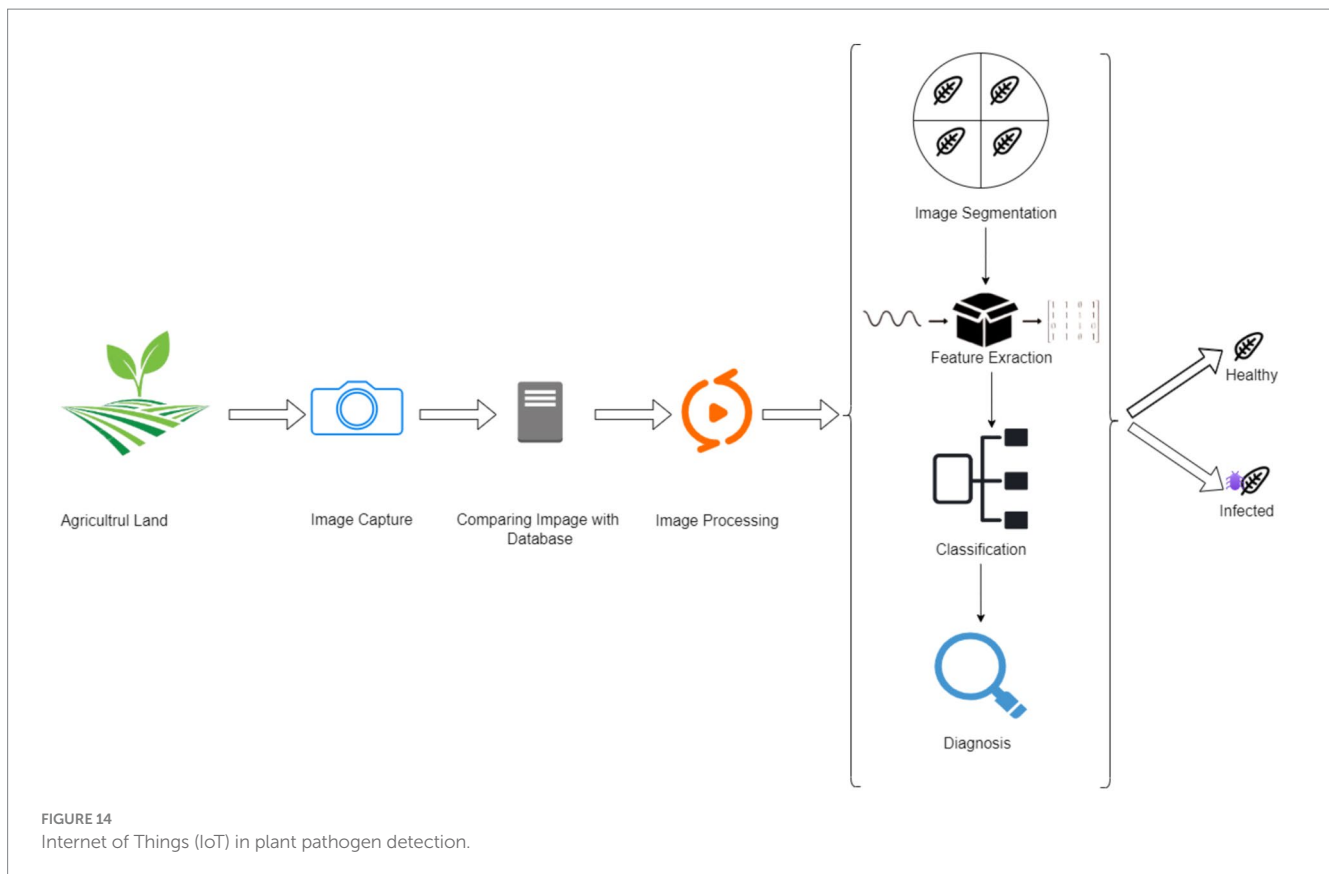 Agricultrul Land
Image Capture
Comparing Impage with
Database
Image Processing
Image Segmentation
Feature Exraction
Classification
Diagnosis
Healthy
Infected
FIGURE 14
Internet of Things (IoT) in plant pathogen detection.